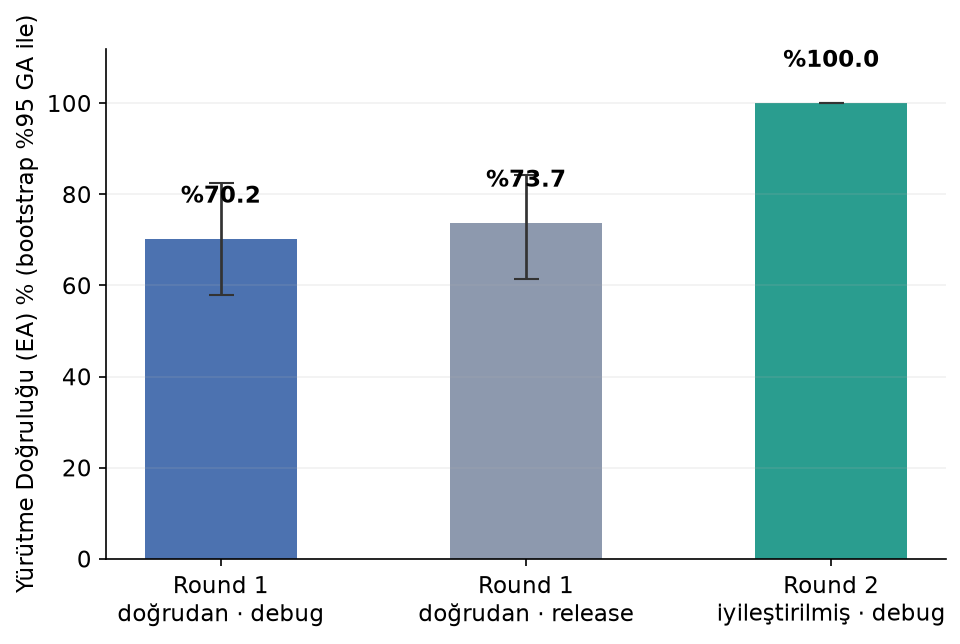 Yürütme Doğruluğu (EA) % (bootstrap %95 GA ile)
100
80
60
40
20
0
%70.2
%73.7
%100.0
Round 1
doğrudan · debug
Round 1
doğrudan · release
Round 2
iyileştirilmiş · debug